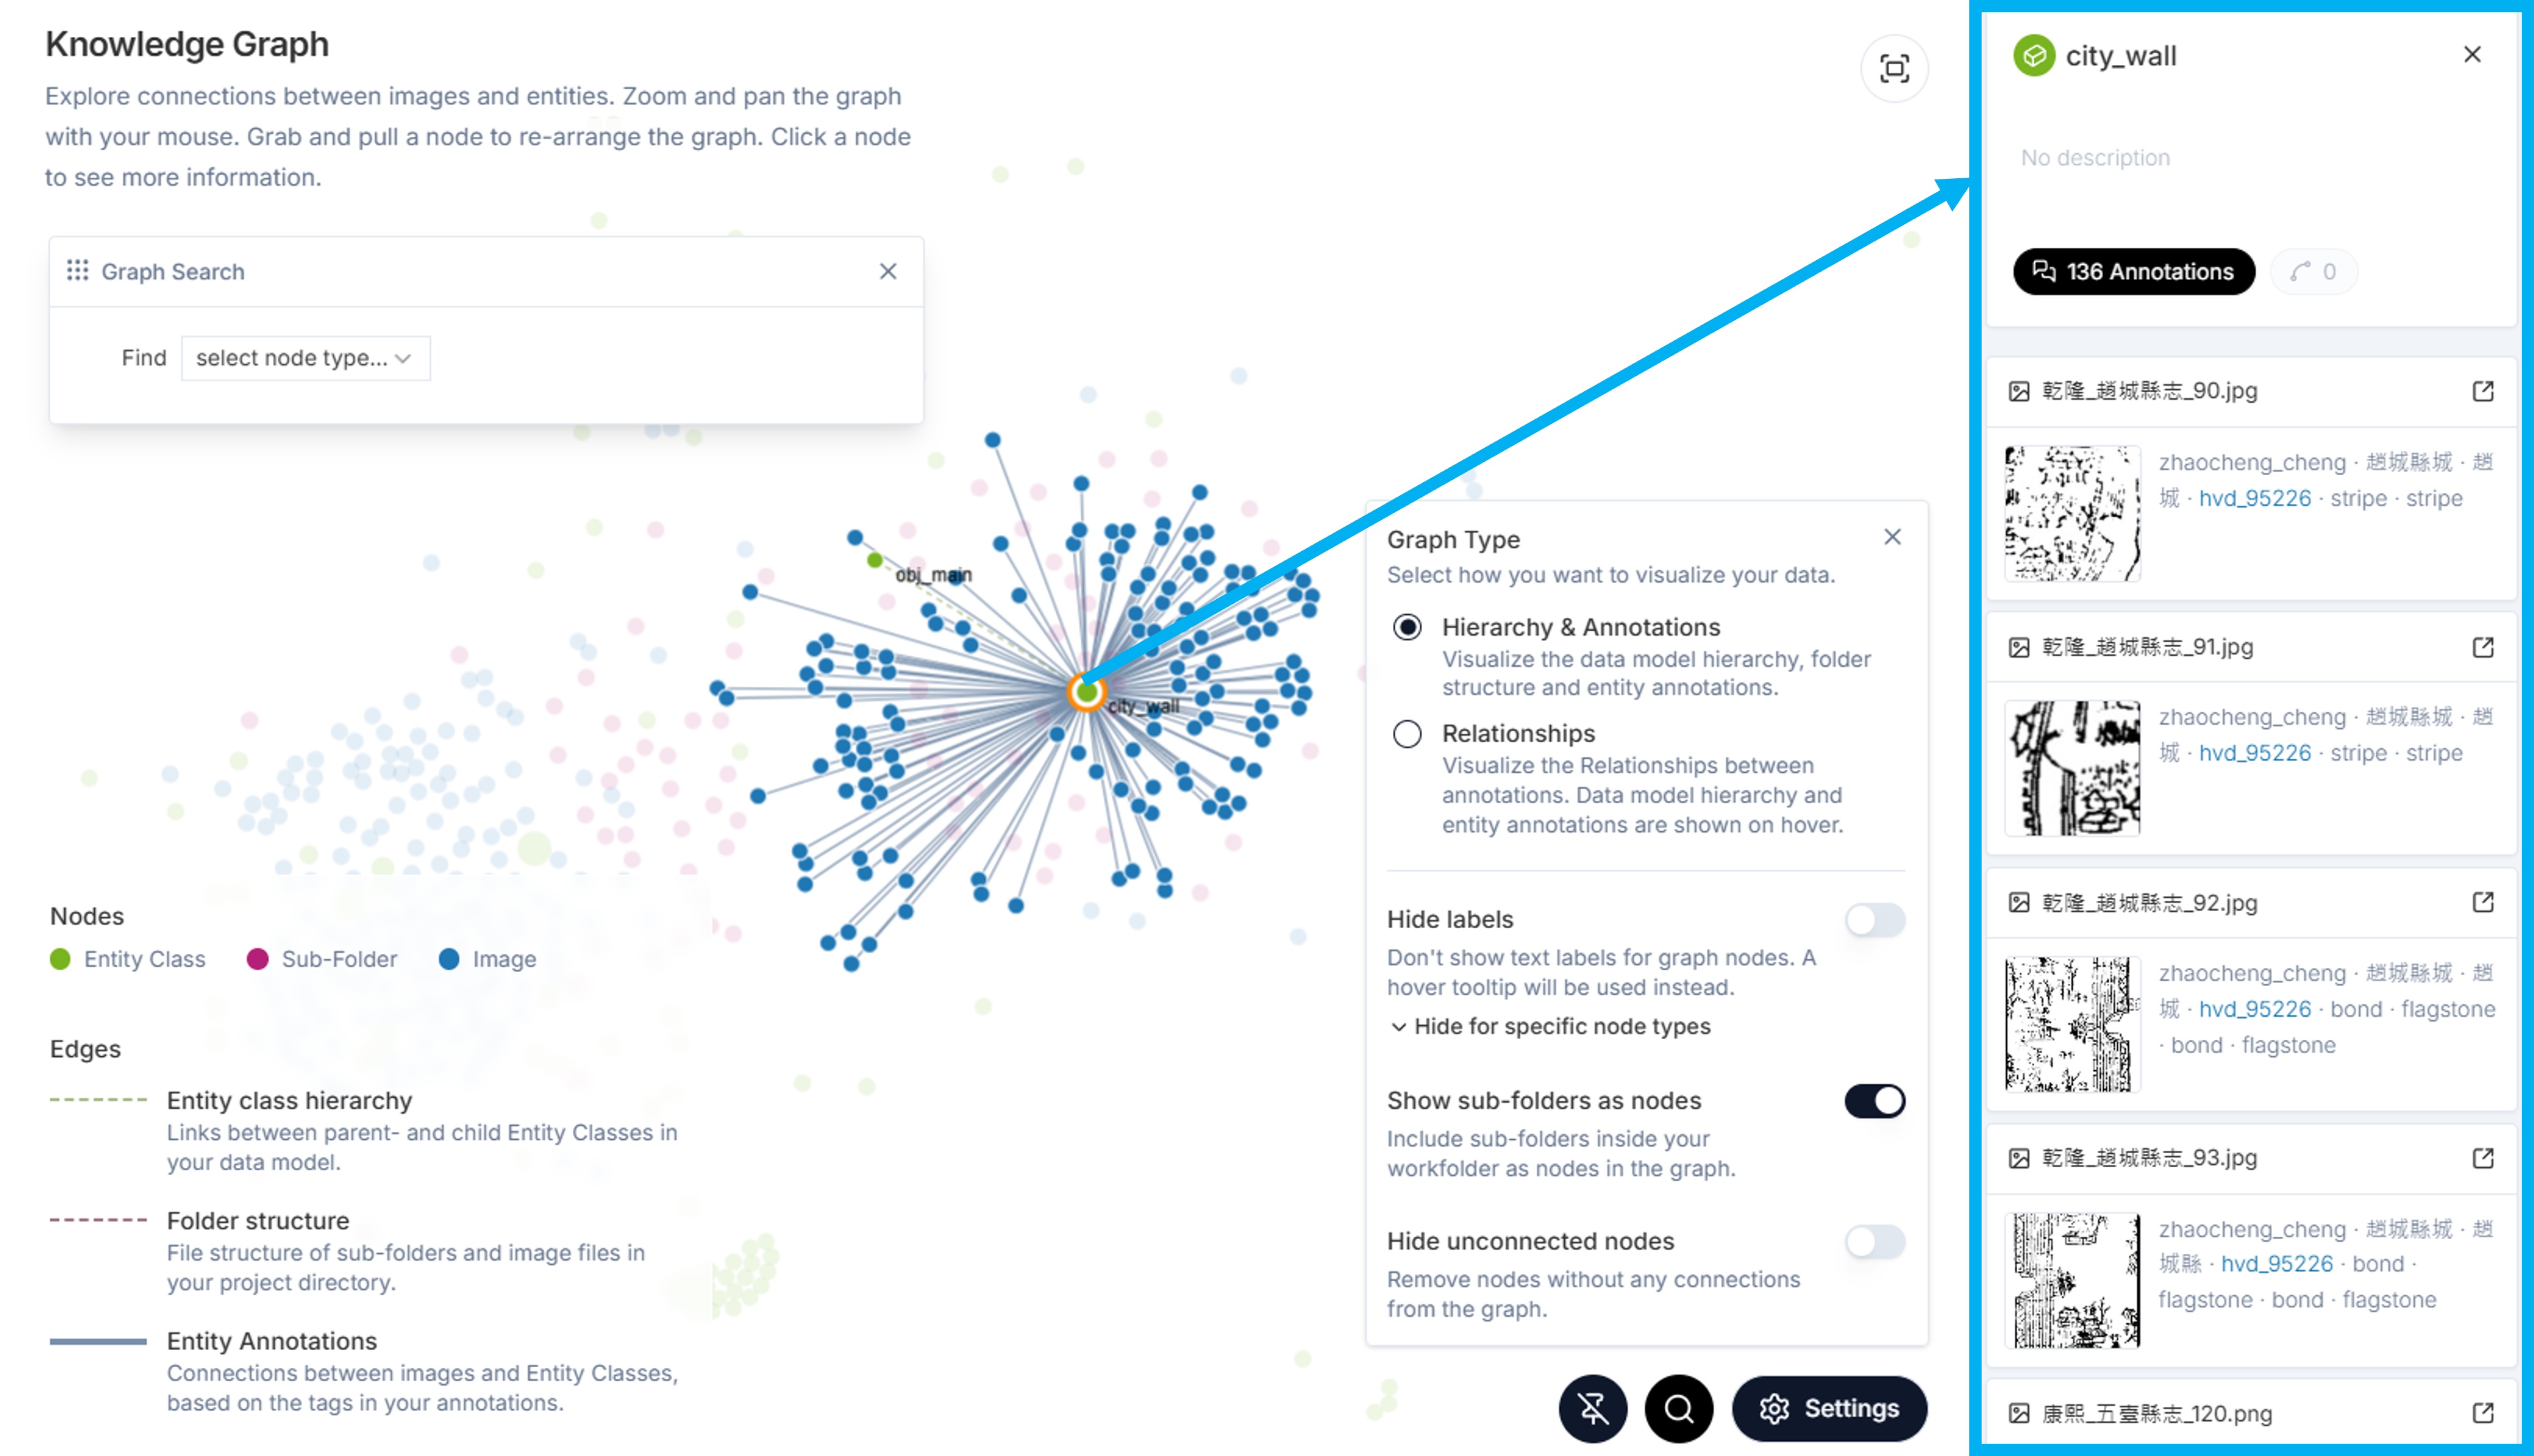 Knowledge Graph
Explore connections between images and entities. Zoom and pan the graph
with your mouse. Grab and pull a node to re-arrange the graph. Click a node
to see more information.
Graph Search
Find
select node type...
obj_main
city_wall
Graph Type
Select how you want to visualize your data.
Hierarchy & Annotations
Visualize the data model hierarchy, folder
structure and entity annotations.
Relationships
Visualize the Relationships between
annotations. Data model hierarchy and
entity annotations are shown on hover.
Hide labels
Don't show text labels for graph nodes. A
hover tooltip will be used instead.
Hide for specific node types
Show sub-folders as nodes
Include sub-folders inside your
workfolder as nodes in the graph.
Hide unconnected nodes
Remove nodes without any connections
from the graph.
Settings
Nodes
Entity Class
Sub-Folder
Image
Edges
Entity class hierarchy
Links between parent- and child Entity Classes in
your data model.
Folder structure
File structure of sub-folders and image files in
your project directory.
Entity Annotations
Connections between images and Entity Classes,
based on the tags in your annotations.
city_wall
No description
136 Annotations
0
乾隆_趙城縣志_90.jpg
zhaocheng_cheng · 趙城縣城 · 趙
城 · hvd_95226 · stripe · stripe
乾隆_趙城縣志_91.jpg
zhaocheng_cheng · 趙城縣城 · 趙
城 · hvd_95226 · stripe · stripe
乾隆_趙城縣志_92.jpg
zhaocheng_cheng · 趙城縣城 · 趙
城 · hvd_95226 · bond · flagstone
· bond · flagstone
乾隆_趙城縣志_93.jpg
zhaocheng_cheng · 趙城縣城 · 趙
城縣 · hvd_95226 · bond ·
flagstone · bond · flagstone
康熙_五臺縣志_120.png